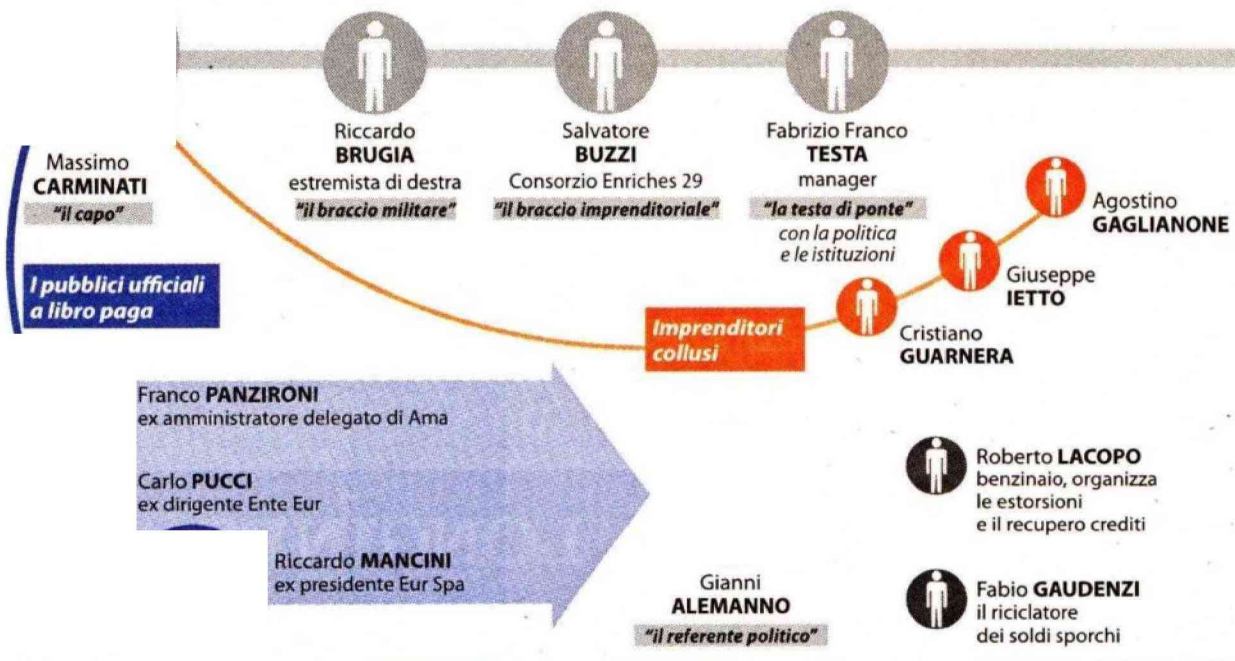 Massimo
CARMINATI
"il capo"
Riccardo
BRUGIA
estremista di destra
"il braccio militare"
Salvatore
BUZZI
Consorzio Enriches 29
"il braccio imprenditoriale"
Fabrizio Franco
TESTA
manager
"la testa di ponte"
con la politica
e le istituzioni
Agostino
GAGLIANONE
Giuseppe
IETTO
Cristiano
GUARNERA
Imprenditori
collusi
I pubblici ufficiali
a libro paga
Franco PANZIRONI
ex amministratore delegato di Ama
Carlo PUCCI
ex dirigente Ente Eur
Riccardo MANCINI
ex presidente Eur Spa
Gianni
ALEMANNO
"il referente politico"
Roberto LACOPO
benzinaio, organizza
le estorsioni
e il recupero crediti
Fabio GAUDENZI
il riciclatore
dei soldi sporchi